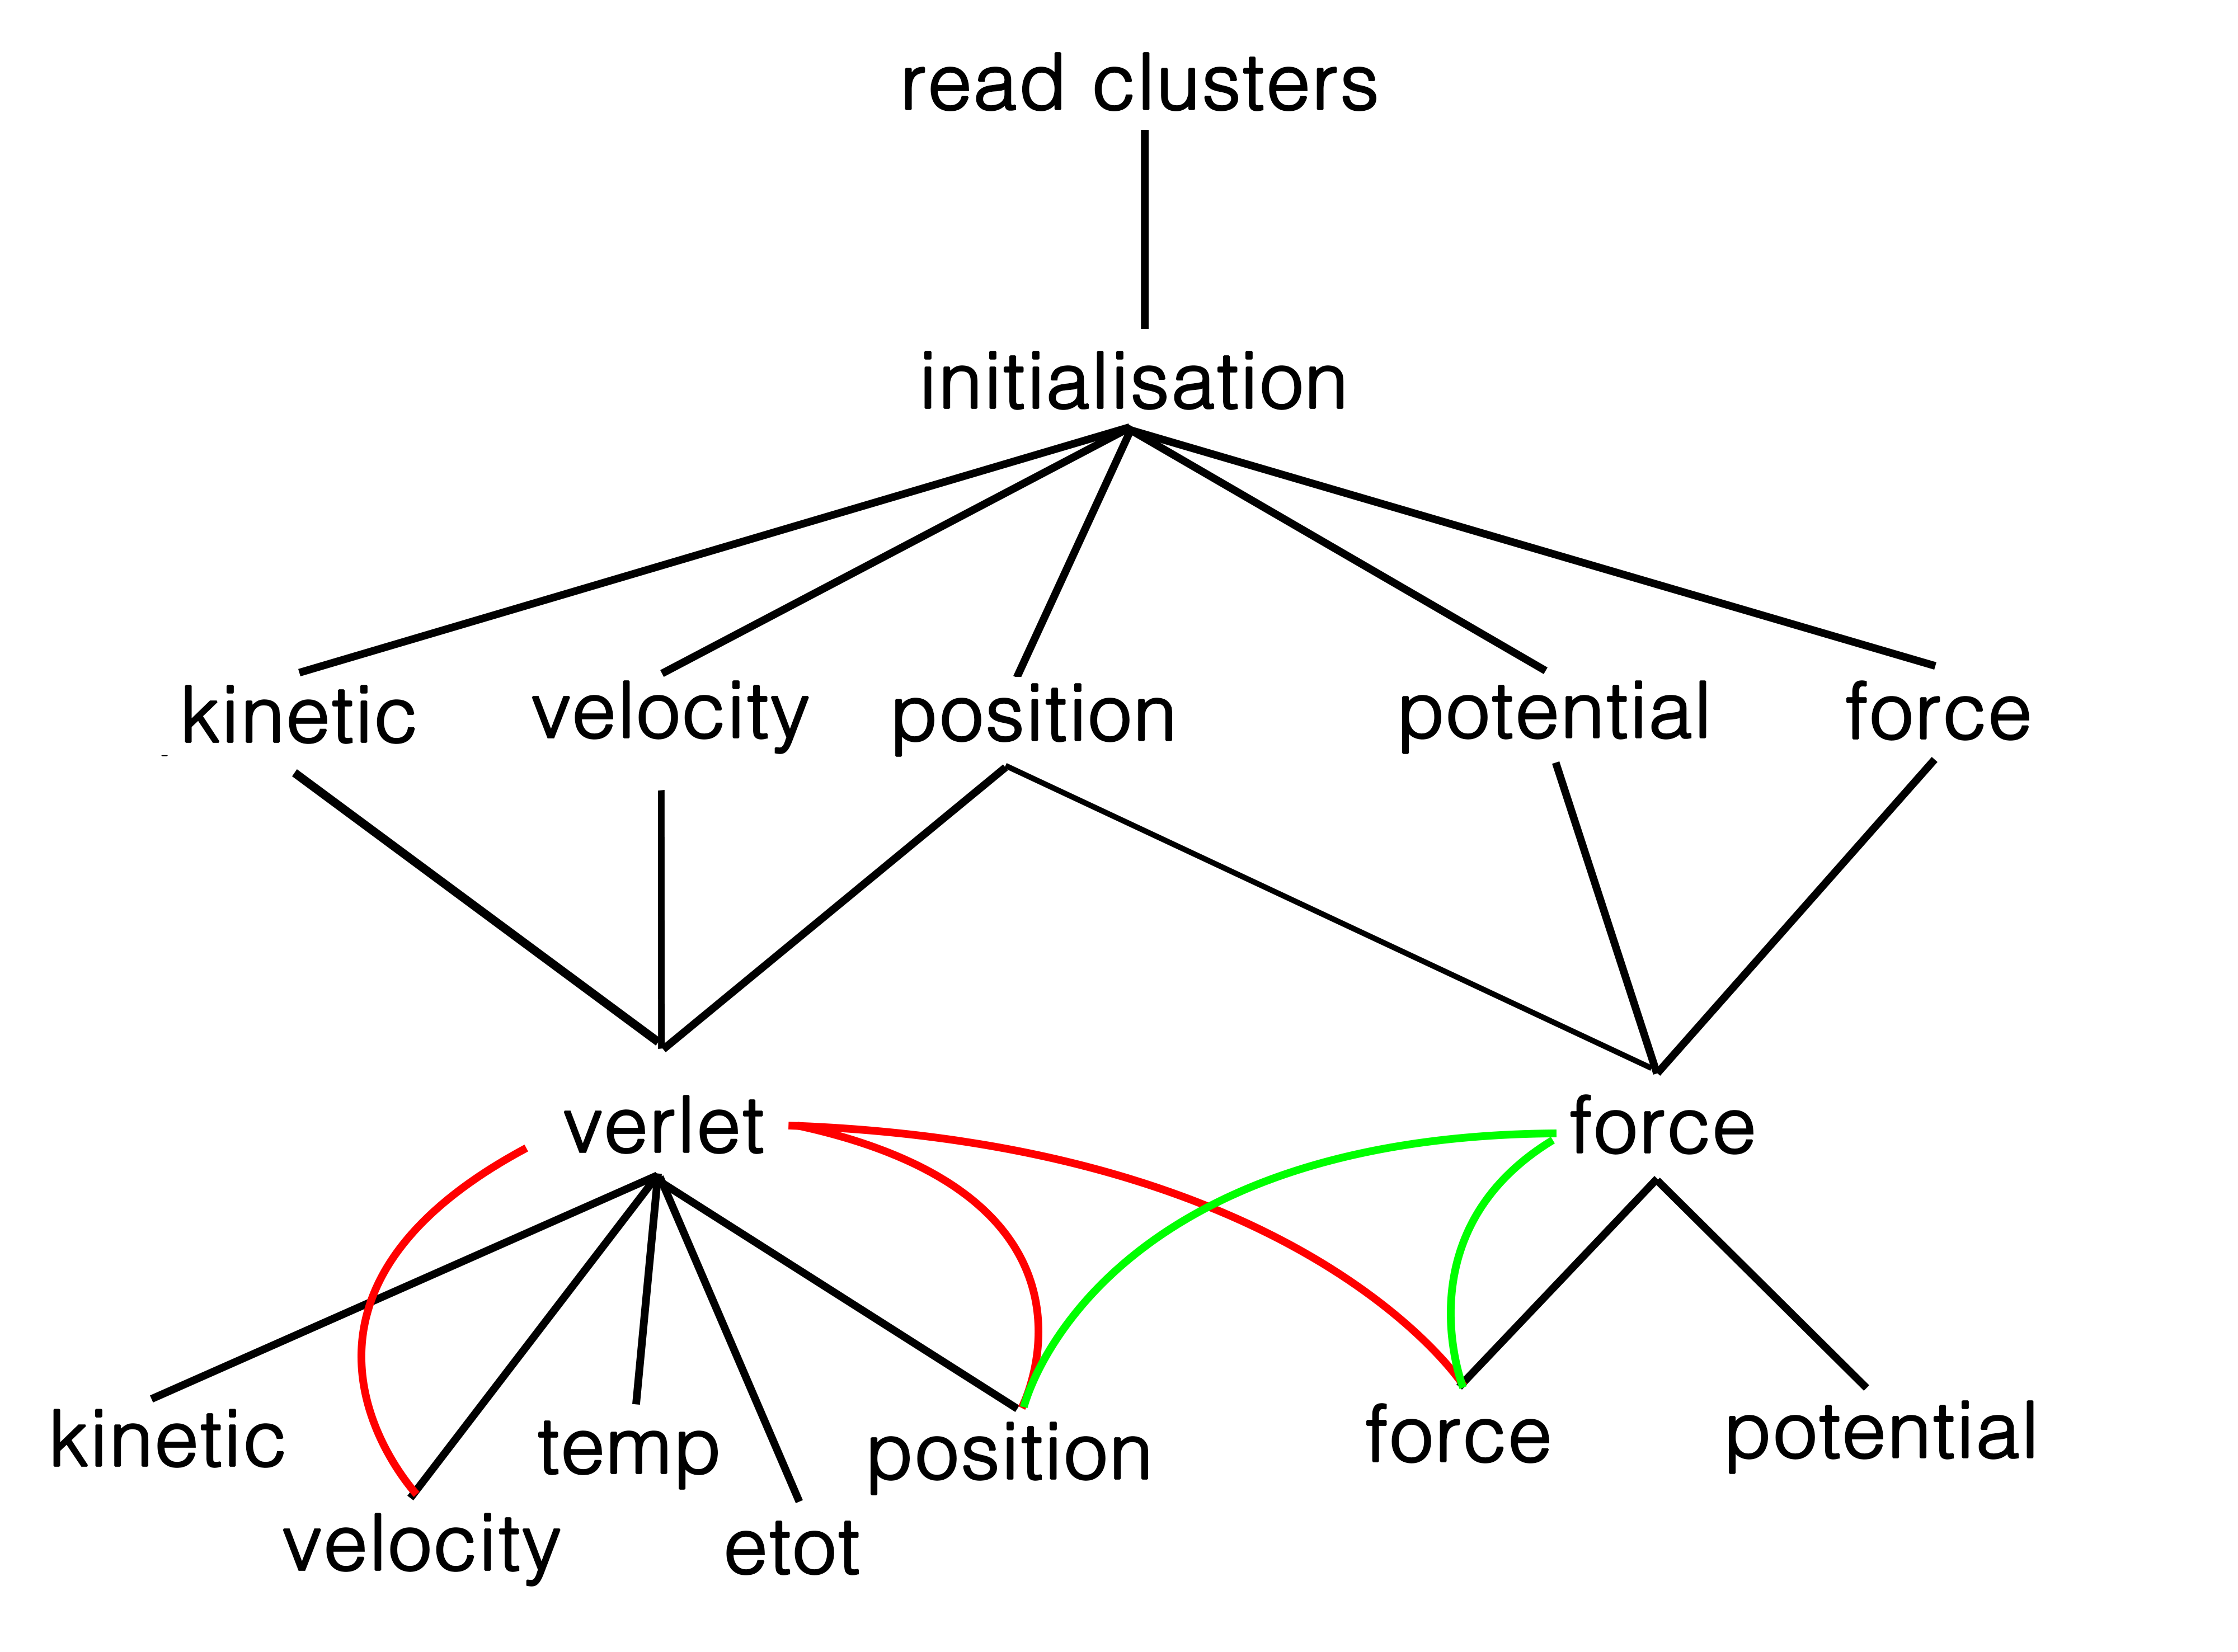 read clusters
initialisation
kinetic velocity position potential force
verlet force
kinetic temp position force potential
velocity etot